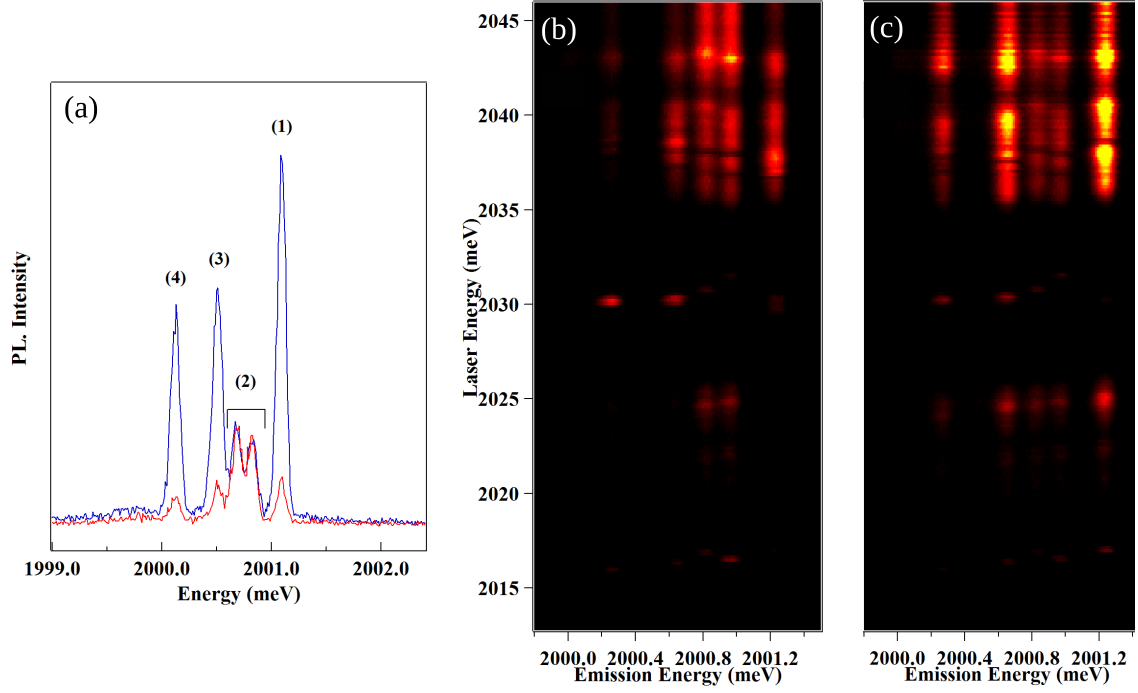 (a)
(1)
(3)
(4)
(2)
PL. Intensity
1999.0 2000.0 2001.0 2002.0
Energy (meV)
(b)
2045
2040
2035
2030
2025
2020
2015
Laser Energy (meV)
2000.0 2000.4 2000.8 2001.2
Emission Energy (meV)
(c)
2000.0 2000.4 2000.8 2001.2
Emission Energy (meV)